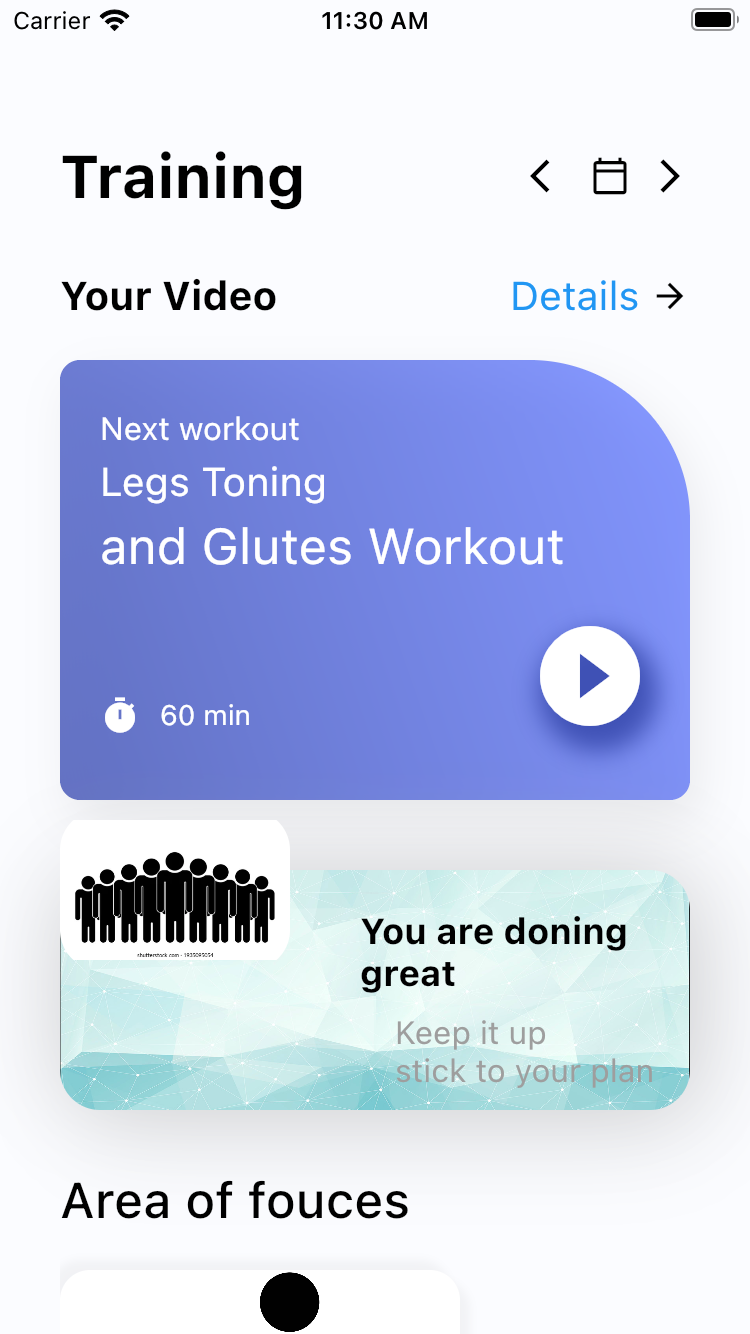 Carrier 11:30 AM
Training
Your Video Details
Next workout
Legs Toning
and Glutes Workout
60 min
shutterstock.com · 1935095054
You are doning
great
Keep it up
stick to your plan
Area of fouces